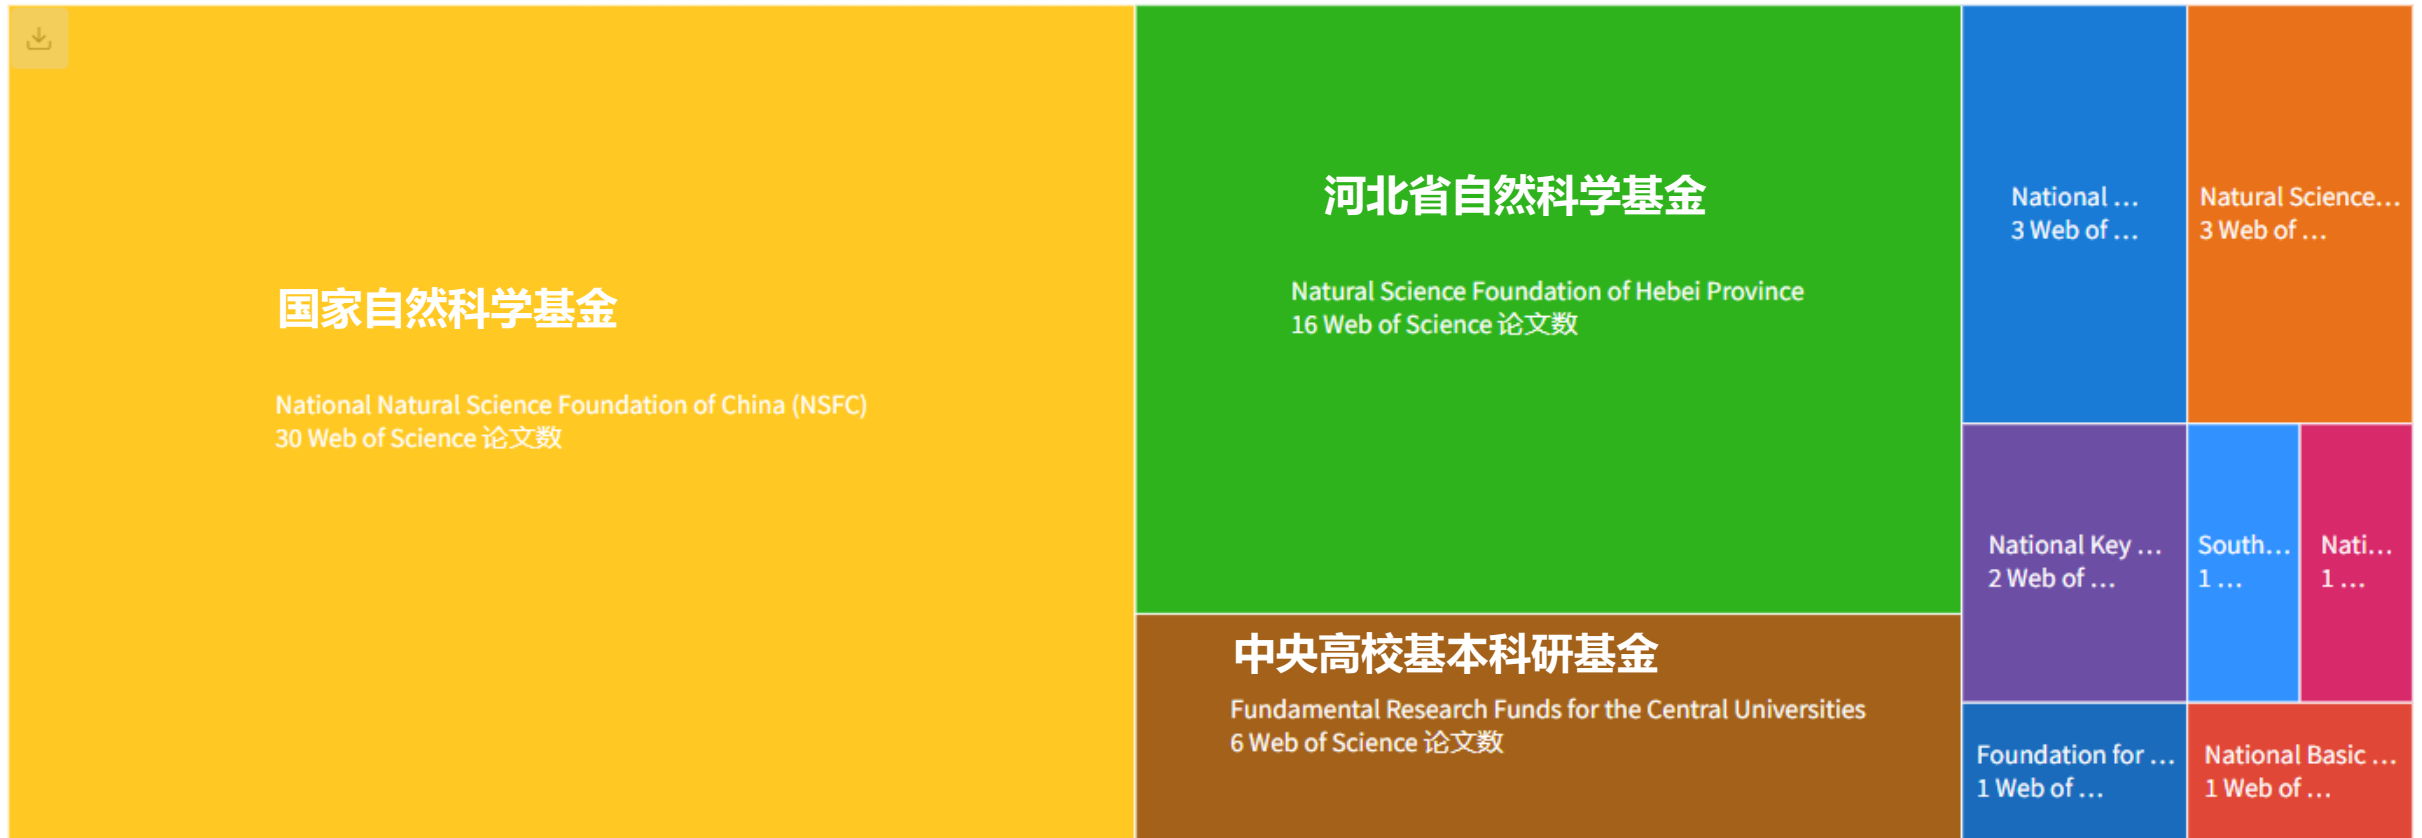 国家自然科学基金
National Natural Science Foundation of China (NSFC)
30 Web of Science 论文数
河北省自然科学基金
Natural Science Foundation of Hebei Province
16 Web of Science 论文数
中央高校基本科研基金
Fundamental Research Funds for the Central Universities
6 Web of Science 论文数
National ...
3 Web of ...
Natural Science...
3 Web of ...
National Key ...
2 Web of ...
South...
1 ...
Nati...
1 ...
Foundation for ...
1 Web of ...
National Basic ...
1 Web of ...